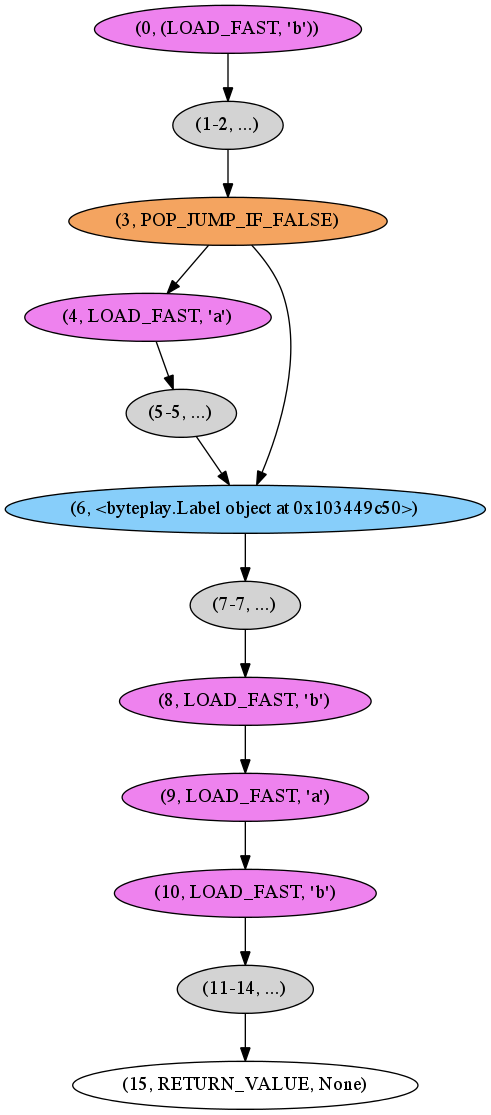 (0, (LOAD_FAST, 'b'))
(1-2, ...)
(3, POP_JUMP_IF_FALSE)
(4, LOAD_FAST, 'a')
(5-5, ...)
(6, <byteplay.Label object at 0x103449c50>)
(7-7, ...)
(8, LOAD_FAST, 'b')
(9, LOAD_FAST, 'a')
(10, LOAD_FAST, 'b')
(11-14, ...)
(15, RETURN_VALUE, None)